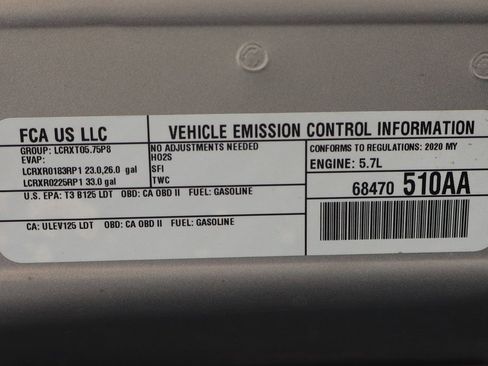 FCA US LLC
VEHICLE EMISSION CONTROL INFORMATION
GROUP: LCRXT05.75P8
EVAP:
LCRXR0183RP1 23.0,26.0 gal
LCRXR0225RP1 33.0 gal
NO ADJUSTMENTS NEEDED
HO2S
SFI
TWC
CONFORMS TO REGULATIONS: 2020 MY
ENGINE: 5.7L
U.S. EPA: T3 B125 LDT OBD: CA OBD II FUEL: GASOLINE
68470 510AA
CA: ULEV125 LDT OBD: CA OBD II FUEL: GASOLINE